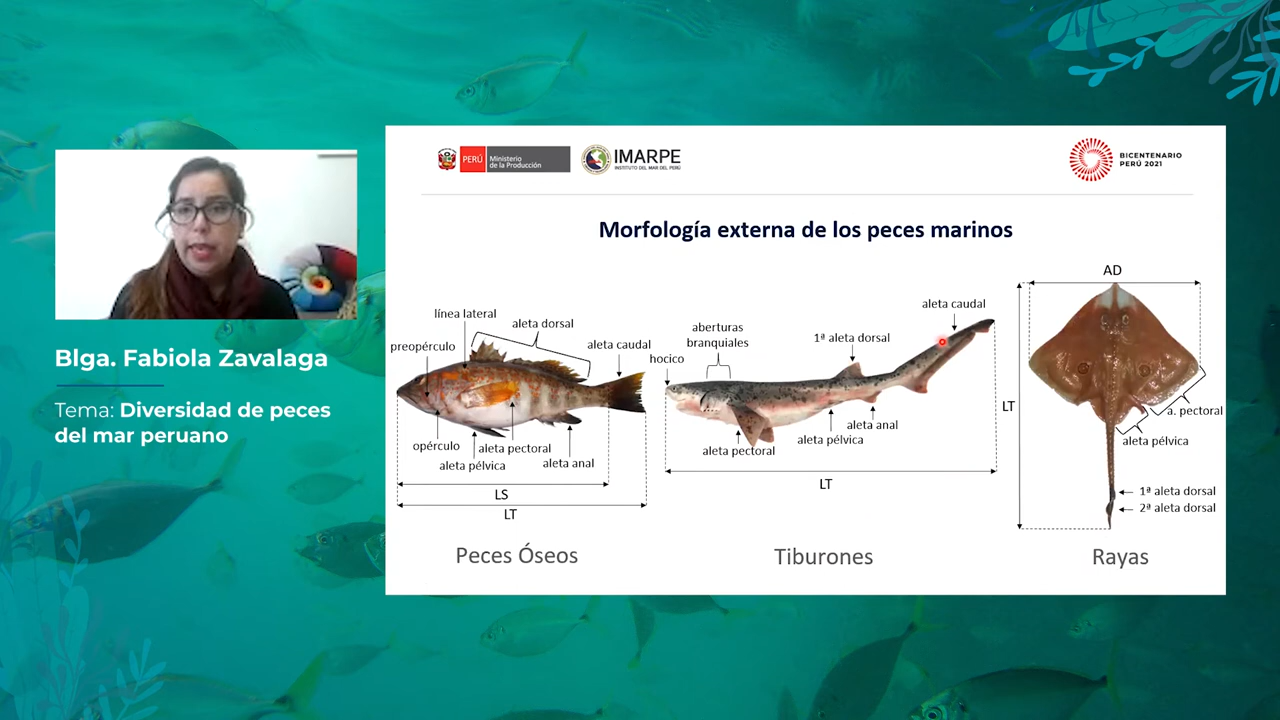 Blga. Fabiola Zavalaga
Tema: Diversidad de peces
del mar peruano
PERÚ
Ministerio
de la Producción
IMARPE
INSTITUTO DEL MAR DEL PERÚ
BICENTENARIO
PERÚ 2021
Morfología externa de los peces marinos
línea lateral
aleta dorsal
preopérculo
aleta caudal
opérculo
aleta pectoral
aleta pélvica
aleta anal
LS
LT
Peces Óseos
hocico
aberturas
branquiales
1ª aleta dorsal
aleta caudal
aleta pectoral
aleta pélvica
aleta anal
LT
Tiburones
AD
LT
a. pectoral
aleta pélvica
1ª aleta dorsal
2ª aleta dorsal
Rayas